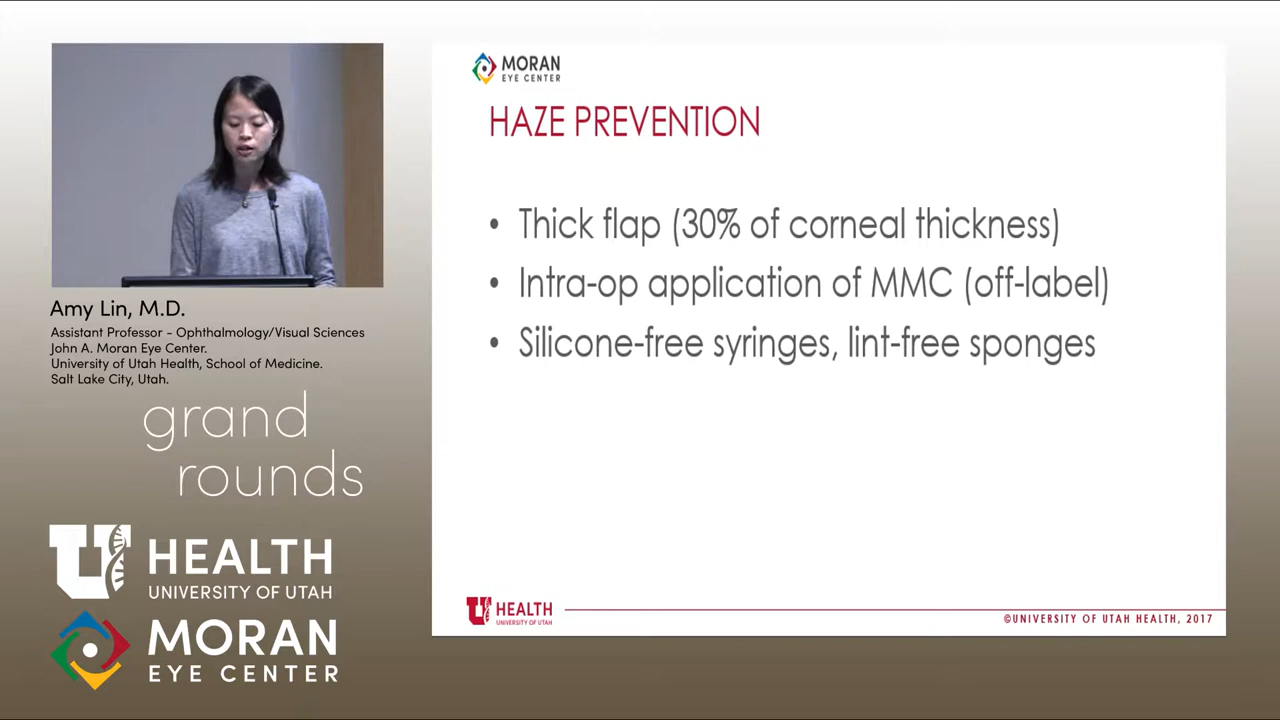 Amy Lin, M.D.
Assistant Professor - Ophthalmology/Visual Sciences
John A. Moran Eye Center.
University of Utah Health, School of Medicine.
Salt Lake City, Utah.
grand
rounds
U HEALTH
UNIVERSITY OF UTAH
MORAN
EYE CENTER
MORAN
EYE CENTER
HAZE PREVENTION
• Thick flap (30% of corneal thickness)
• Intra-op application of MMC (off-label)
• Silicone-free syringes, lint-free sponges
U HEALTH
UNIVERSITY OF UTAH
©UNIVERSITY OF UTAH HEALTH, 2017